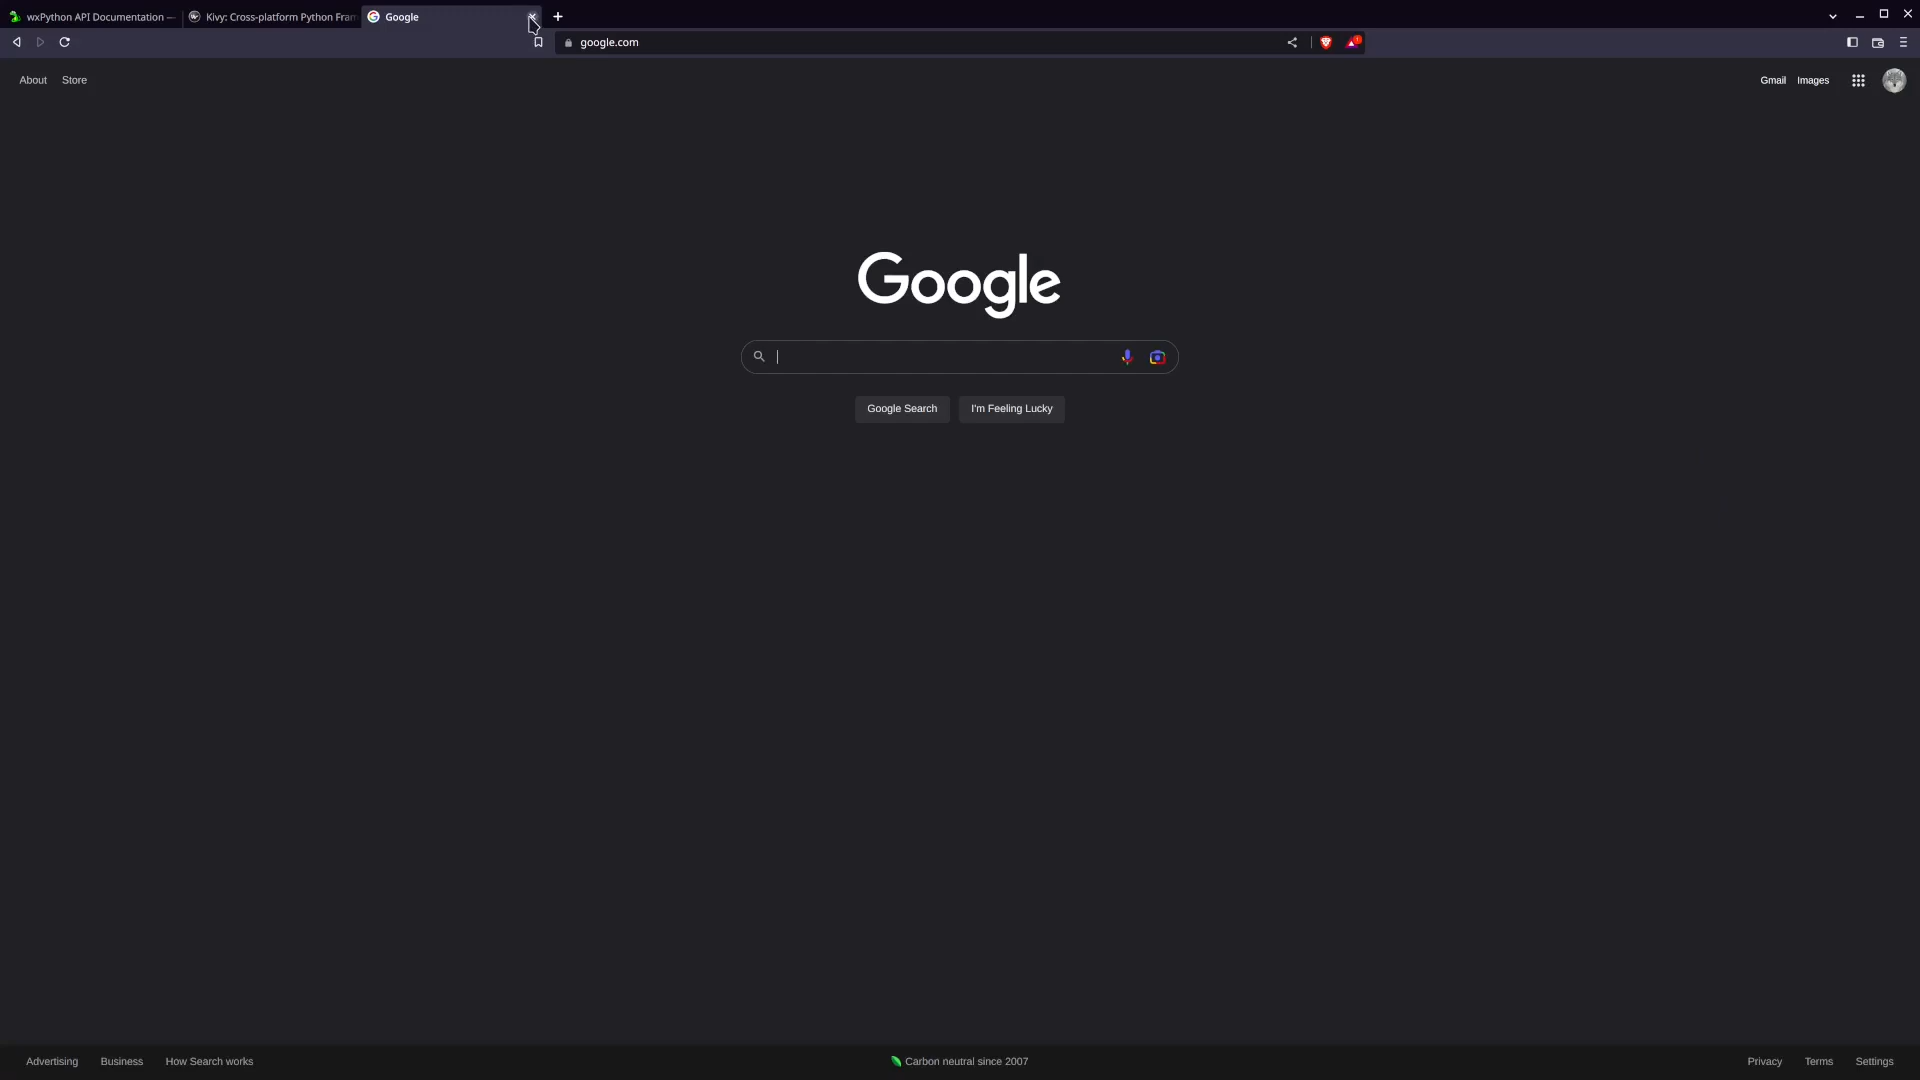 wxPython API Documentation —
Kivy: Cross-platform Python Fram
Google
google.com
About
Store
Gmail
Images
Google
Google Search
I'm Feeling Lucky
Advertising
Business
How Search works
Carbon neutral since 2007
Privacy
Terms
Settings